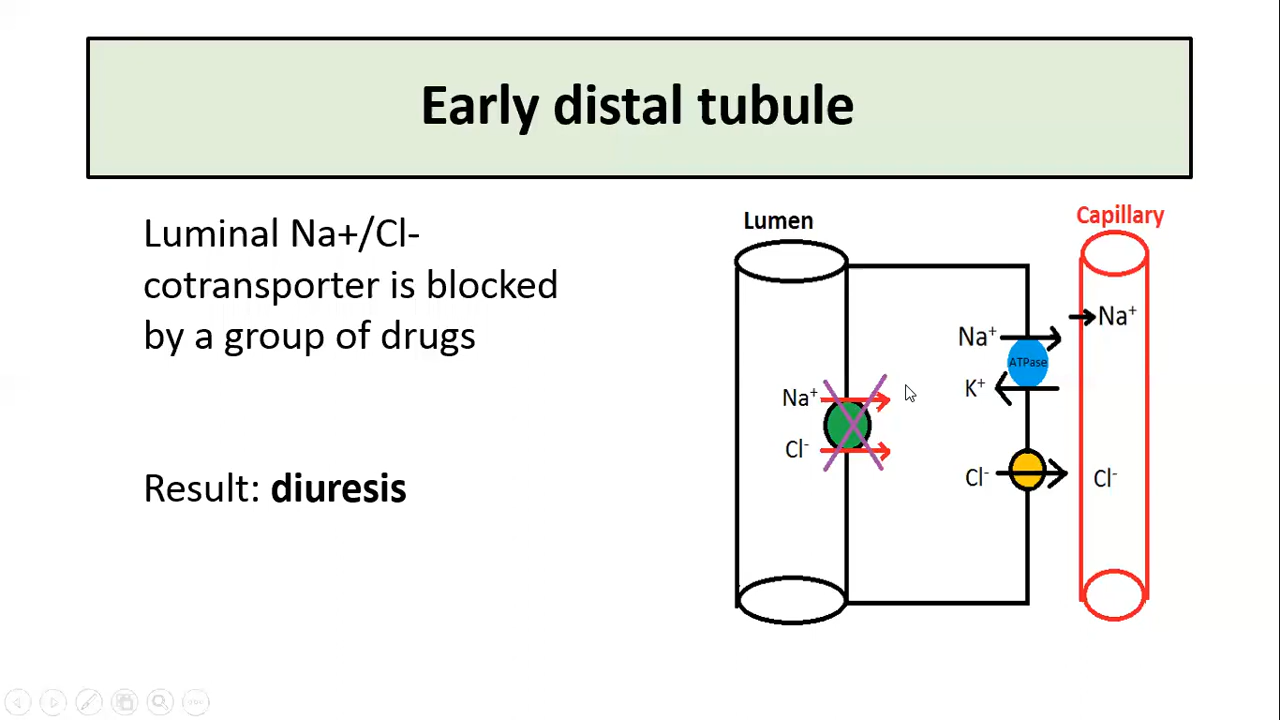 Early distal tubule
Luminal Na+/Cl-
cotransporter is blocked
by a group of drugs
Result: diuresis
Lumen
Capillary
Na⁺
Na⁺
ATPase
K⁺
Na⁺
Cl⁻
Cl⁻
Cl⁻